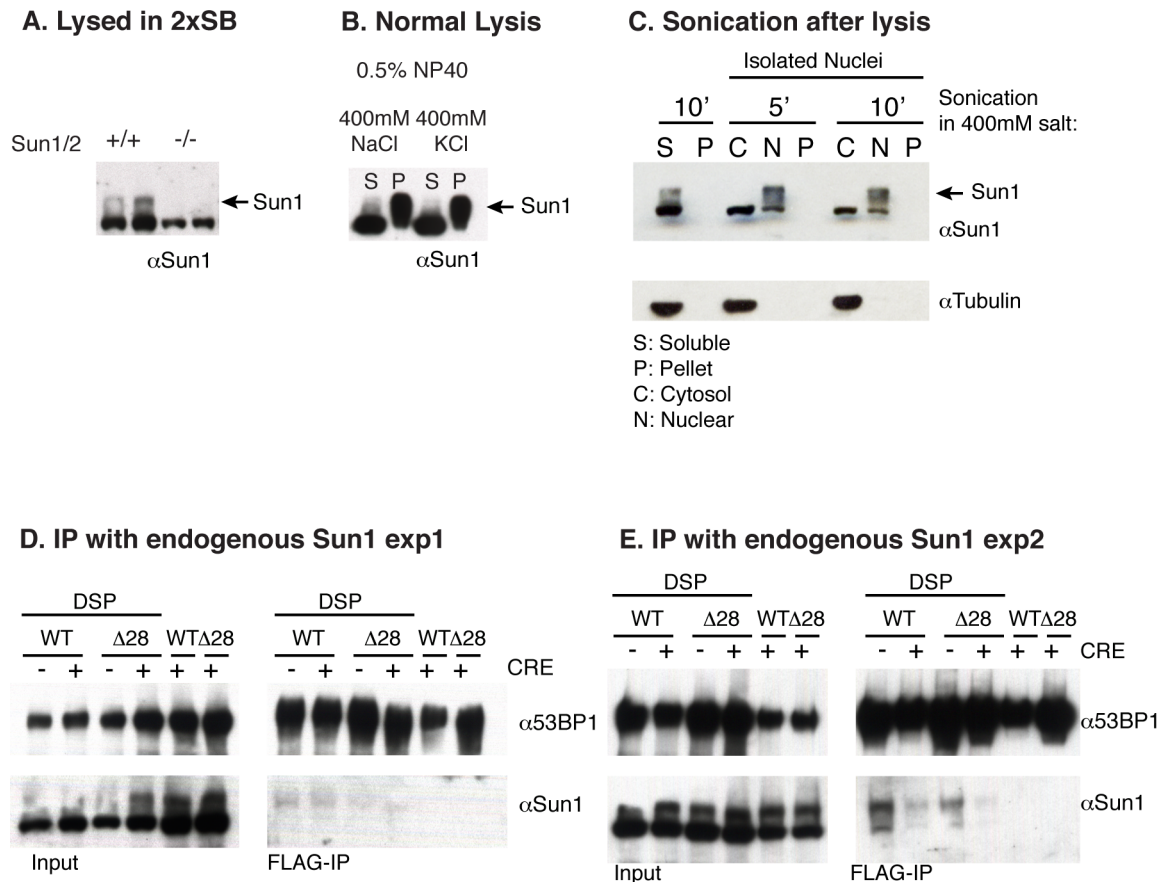 A. Lysed in 2xSB
Sun1/2 +/+ -/-
Sun1
αSun1
B. Normal Lysis
0.5% NP40
400mM 400mM
NaCl KCl
S P S P
Sun1
αSun1
C. Sonication after lysis
Isolated Nuclei
10’ 5’ 10’
Sonication
in 400mM salt:
S P C N P C N P
Sun1
αSun1
αTubulin
S: Soluble
P: Pellet
C: Cytosol
N: Nuclear
D. IP with endogenous Sun1 exp1
DSP DSP
WT Δ28 WT Δ28 WT Δ28 WT Δ28
- + - + + + - + - + + + CRE
α53BP1
αSun1
Input FLAG-IP
E. IP with endogenous Sun1 exp2
DSP DSP
WT Δ28 WT Δ28 WT Δ28 WT Δ28
- + - + + + - + - + + + CRE
α53BP1
αSun1
Input FLAG-IP